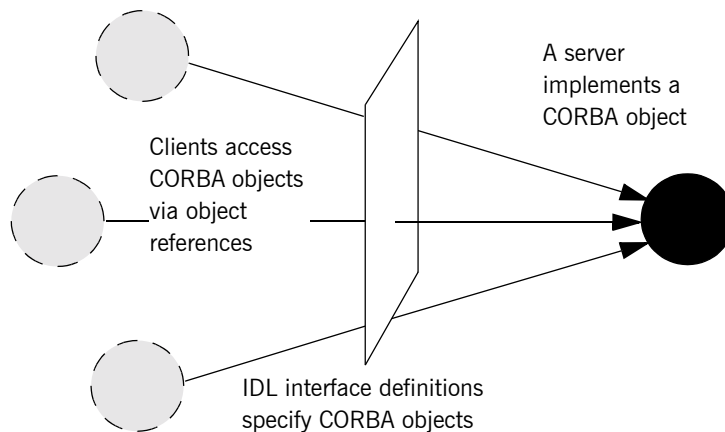 A server
implements a
CORBA object
Clients access
CORBA objects
via object
references
IDL interface definitions
specify CORBA objects